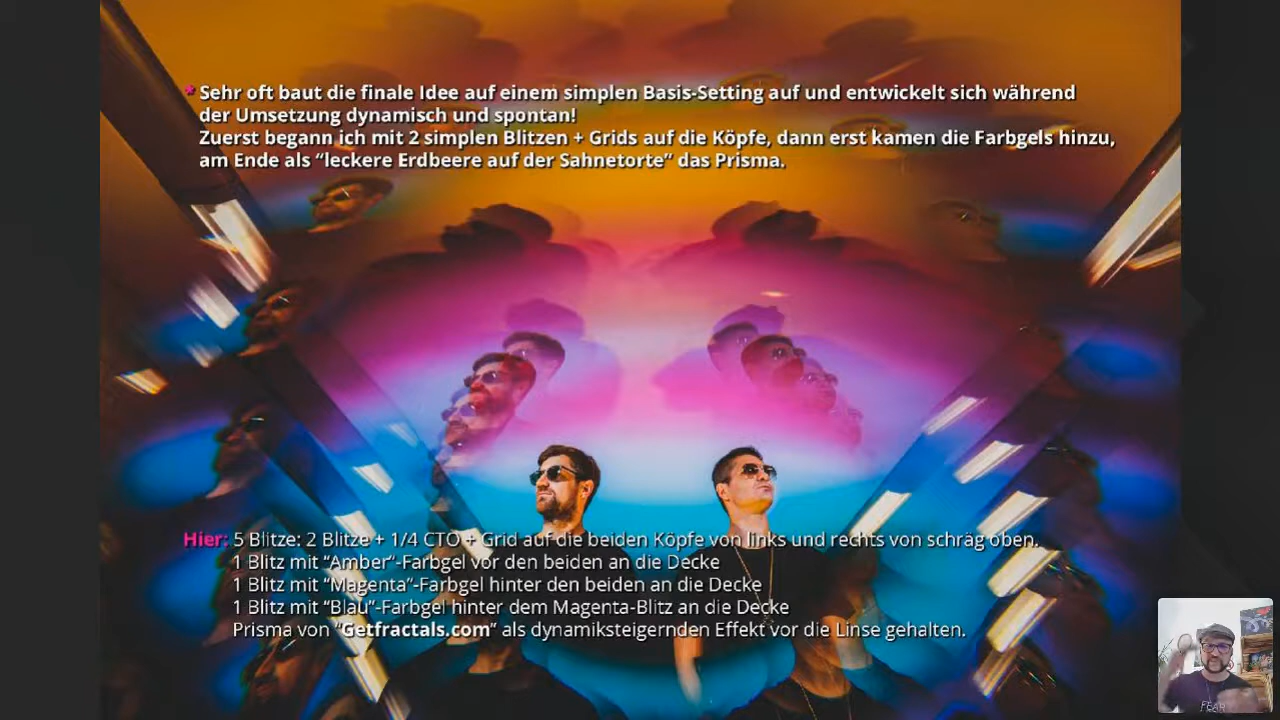 * Sehr oft baut die finale Idee auf einem simplen Basis-Setting auf und entwickelt sich während
der Umsetzung dynamisch und spontan!
Zuerst begann ich mit 2 simplen Blitzen + Grids auf die Köpfe, dann erst kamen die Farbgels hinzu,
am Ende als “leckere Erdbeere auf der Sahnetorte” das Prisma.
Hier: 5 Blitze: 2 Blitze + 1/4 CTO + Grid auf die beiden Köpfe von links und rechts von schräg oben.
1 Blitz mit “Amber”-Farbgel vor den beiden an die Decke
1 Blitz mit “Magenta”-Farbgel hinter den beiden an die Decke
1 Blitz mit “Blau”-Farbgel hinter dem Magenta-Blitz an die Decke
Prisma von “Getfractals.com” als dynamiksteigernden Effekt vor die Linse gehalten.
FEAR